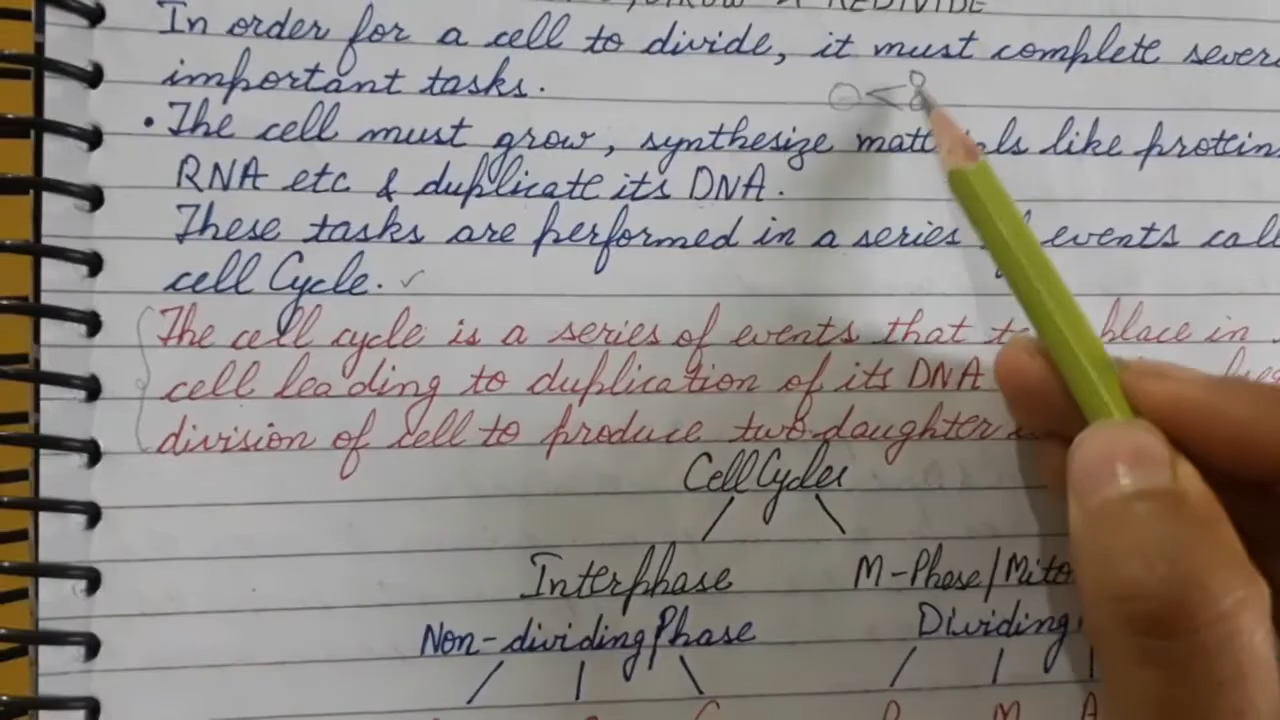 REDIVIDE
In order for a cell to divide, it must complete sever
important tasks.
• The cell must grow, synthesize like protein
RNA etc & duplicate its DNA.
These tasks are performed in a series events call
cell Cycle.
The cell cycle is a series of events that place in
cell leading to duplication of its DNA
division of cell to produce two daughter
Cell Cycles
Interphase M-Phase/Mito
Non-dividing Phase Dividing
P M A